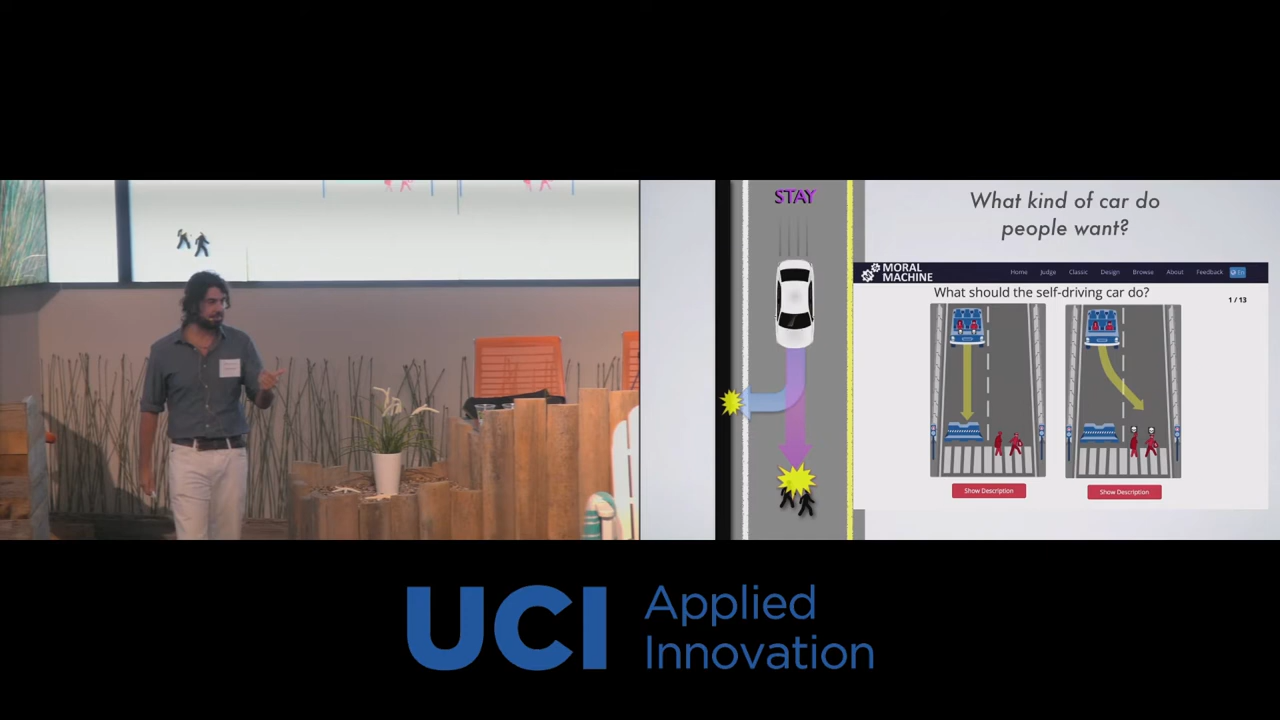 STAY
What kind of car do
people want?
MORAL
MACHINE
Home Judge Classic Design Browse About Feedback En
What should the self-driving car do?
1 / 13
Show Description
Show Description
UCI Applied
Innovation